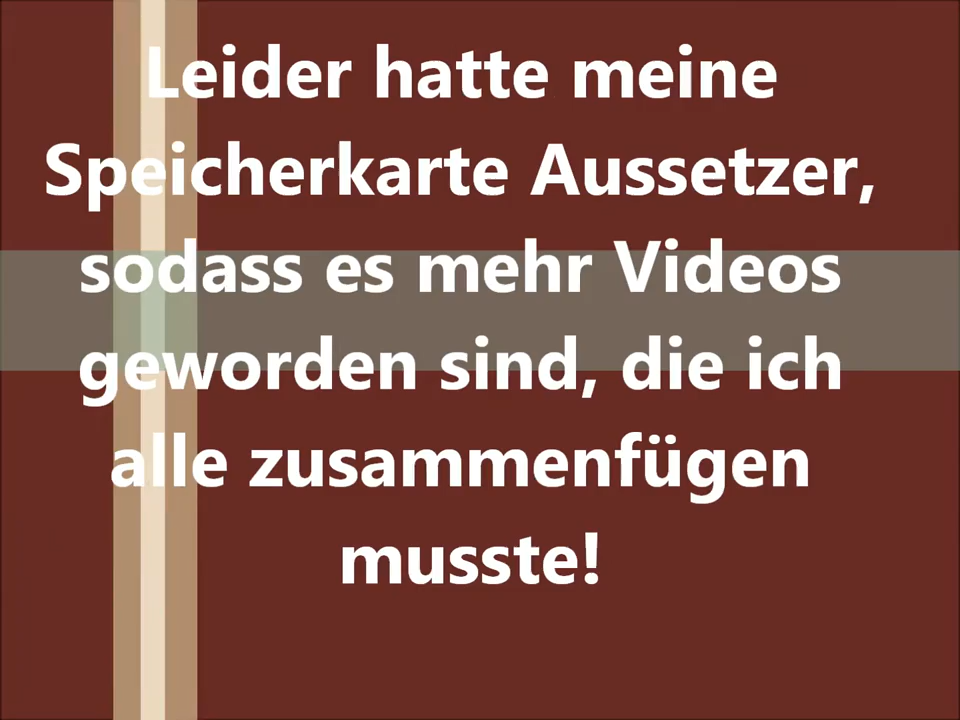 Leider hatte meine
Speicherkarte Aussetzer,
sodass es mehr Videos
geworden sind, die ich
alle zusammenfügen
musste!